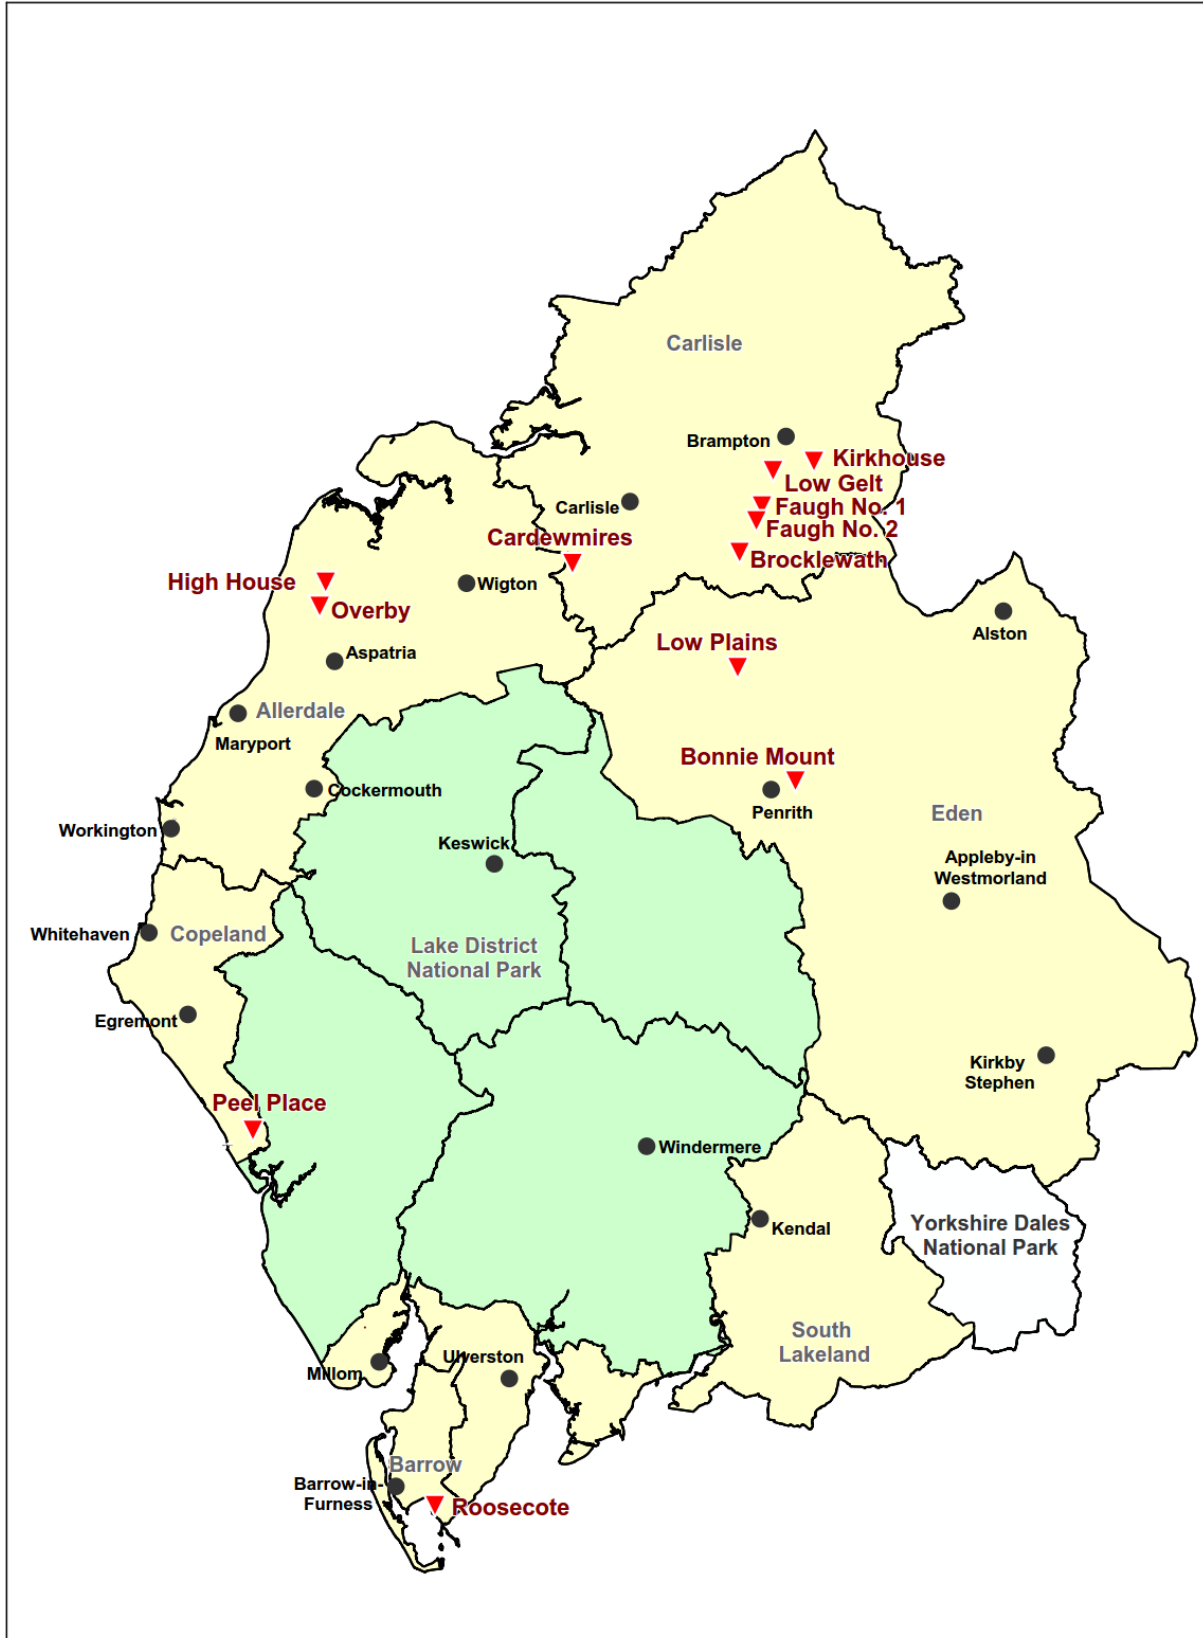 Carlisle
Brampton
Kirkhouse
Low Gelt
Carlisle
Faugh No. 1
Faugh No. 2
Cardewmires
Brocklewath
High House
Wigton
Overby
Alston
Low Plains
Aspatria
Allerdale
Maryport
Bonnie Mount
Cockermouth
Penrith
Eden
Workington
Keswick
Appleby-in
Westmorland
Whitehaven
Copeland
Lake District
National Park
Egremont
Kirkby
Stephen
Peel Place
Windermere
Kendal
Yorkshire Dales
National Park
South
Lakeland
Ulverston
Millom
Barrow
Barrow-in-
Furness
Roosecote